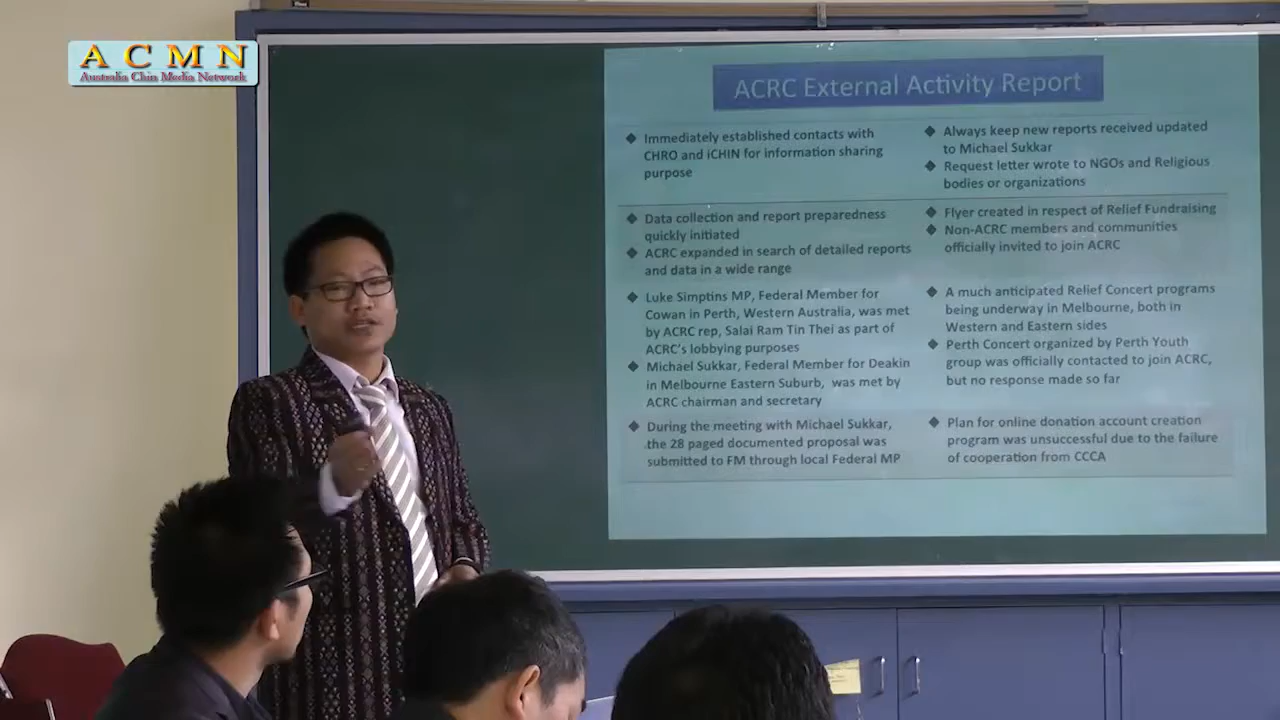 A C M N
Australia Chin Media Network
ACRC External Activity Report
Immediately established contacts with
CHRO and iCHIN for information sharing
purpose
Always keep new reports received updated
to Michael Sukkar
Request letter wrote to NGOs and Religious
bodies or organizations
Data collection and report preparedness
quickly initiated
ACRC expanded in search of detailed reports
and data in a wide range
Flyer created in respect of Relief Fundraising
Non-ACRC members and communities
officially invited to join ACRC
Luke Simptins MP, Federal Member for
Cowan in Perth, Western Australia, was met
by ACRC rep, Salai Ram Tin Thei as part of
ACRC's lobbying purposes
Michael Sukkar, Federal Member for Deakin
in Melbourne Eastern Suburb, was met by
ACRC chairman and secretary
A much anticipated Relief Concert programs
being underway in Melbourne, both in
Western and Eastern sides
Perth Concert organized by Perth Youth
group was officially contacted to join ACRC,
but no response made so far
During the meeting with Michael Sukkar,
the 28 paged documented proposal was
submitted to FM through local Federal MP
Plan for online donation account creation
program was unsuccessful due to the failure
of cooperation from CCCA